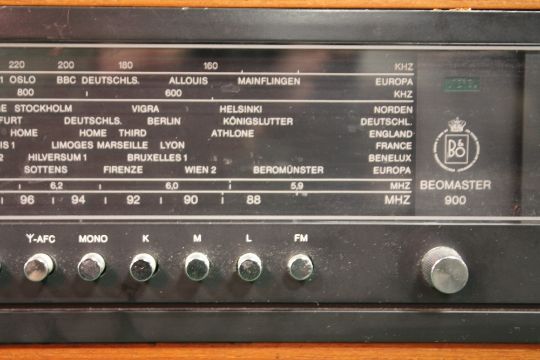 220 200 180 160 KHZ
OSLO BBC DEUTSCHLS. ALLOUIS MAINFLINGEN EUROPA
800 600 KHZ
STOCKHOLM VIGRA HELSINKI NORDEN
FURT DEUTSCHLS. BERLIN KÖNIGSLUTTER DEUTSCHL.
HOME HOME THIRD ATHLONE ENGLAND
IS 1 LIMOGES MARSEILLE LYON FRANCE
2 HILVERSUM 1 BRUXELLES 1 BENELUX
SOTTENS FIRENZE WIEN 2 BEROMÜNSTER EUROPA
6,2 6,0 5,9 MHZ
96 94 92 90 88 MHZ
STEREO
B&O
BEOMASTER
900
-AFC MONO K M L FM